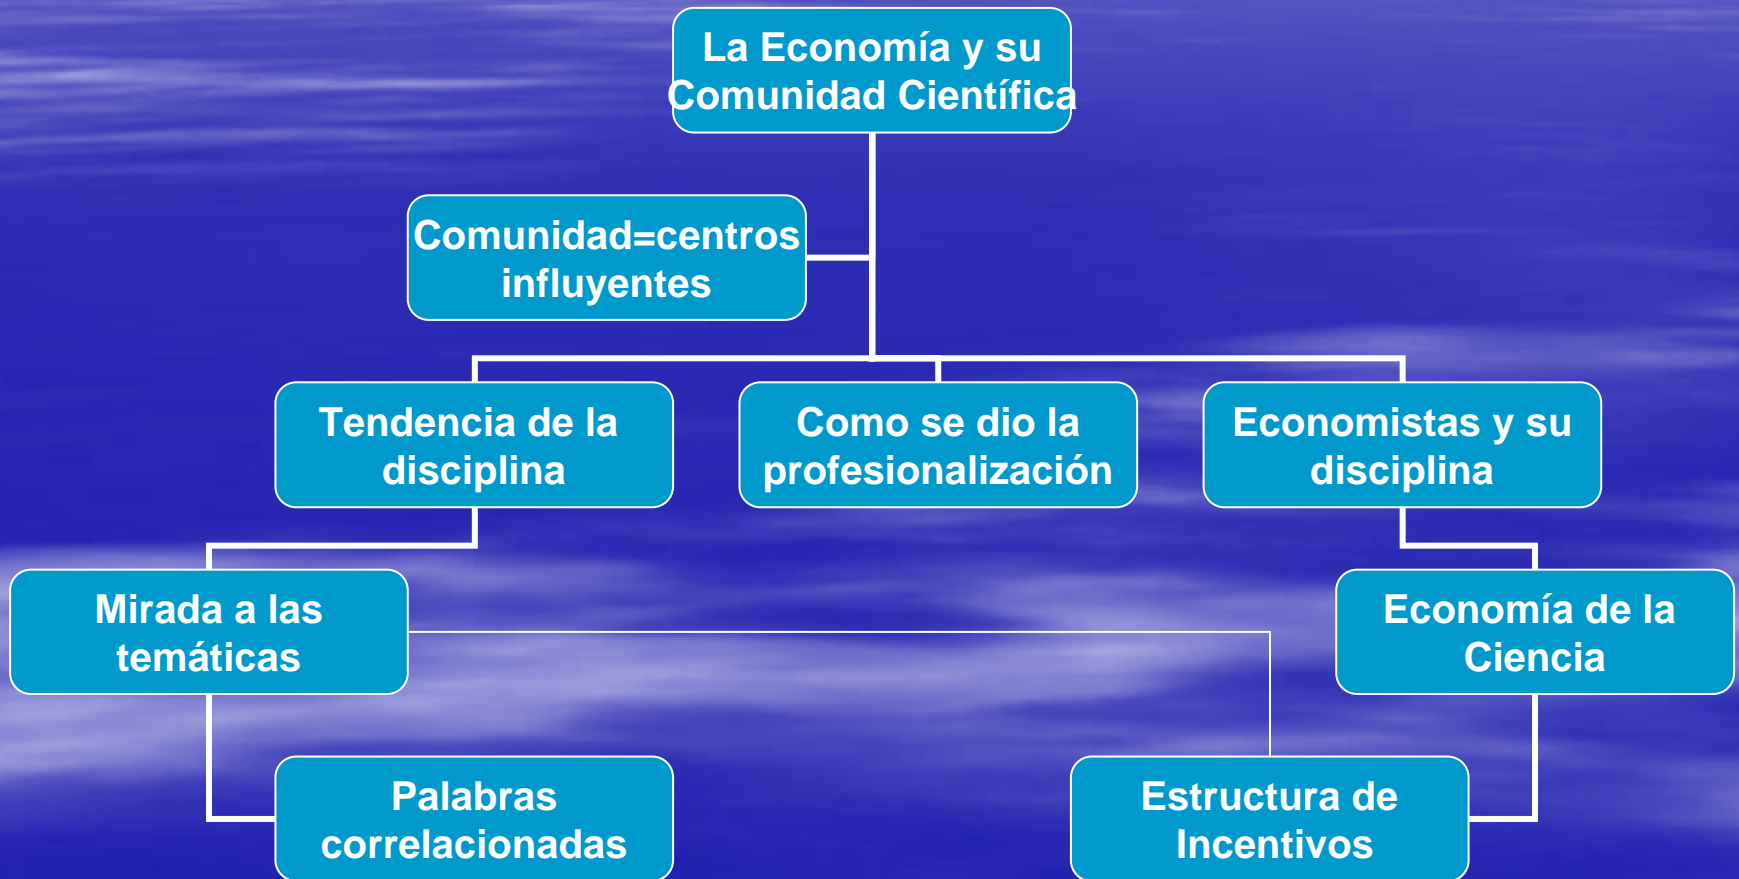 La Economía y su
Comunidad Científica
Comunidad=centros
influyentes
Tendencia de la
disciplina
Como se dio la
profesionalización
Economistas y su
disciplina
Mirada a las
temáticas
Economía de la
Ciencia
Palabras
correlacionadas
Estructura de
Incentivos